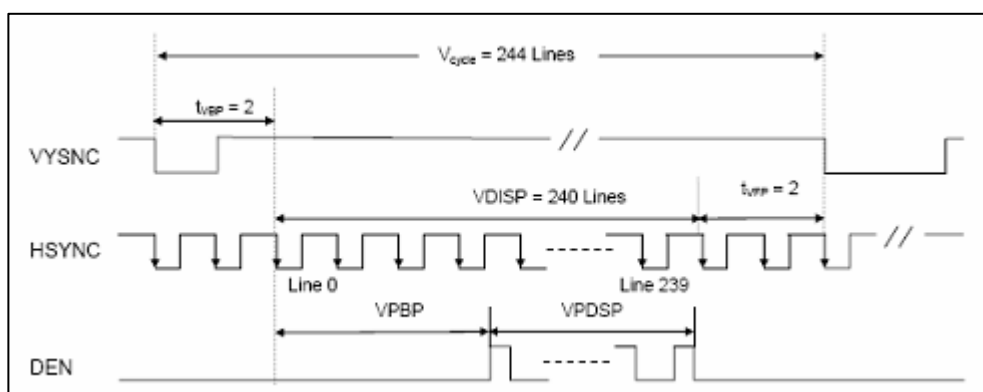 Vcycle = 244 Lines
tVBP = 2
VYSNC
VDISP = 240 Lines
tVFP = 2
HSYNC
Line 0
Line 239
VPBP
VPDSP
DEN